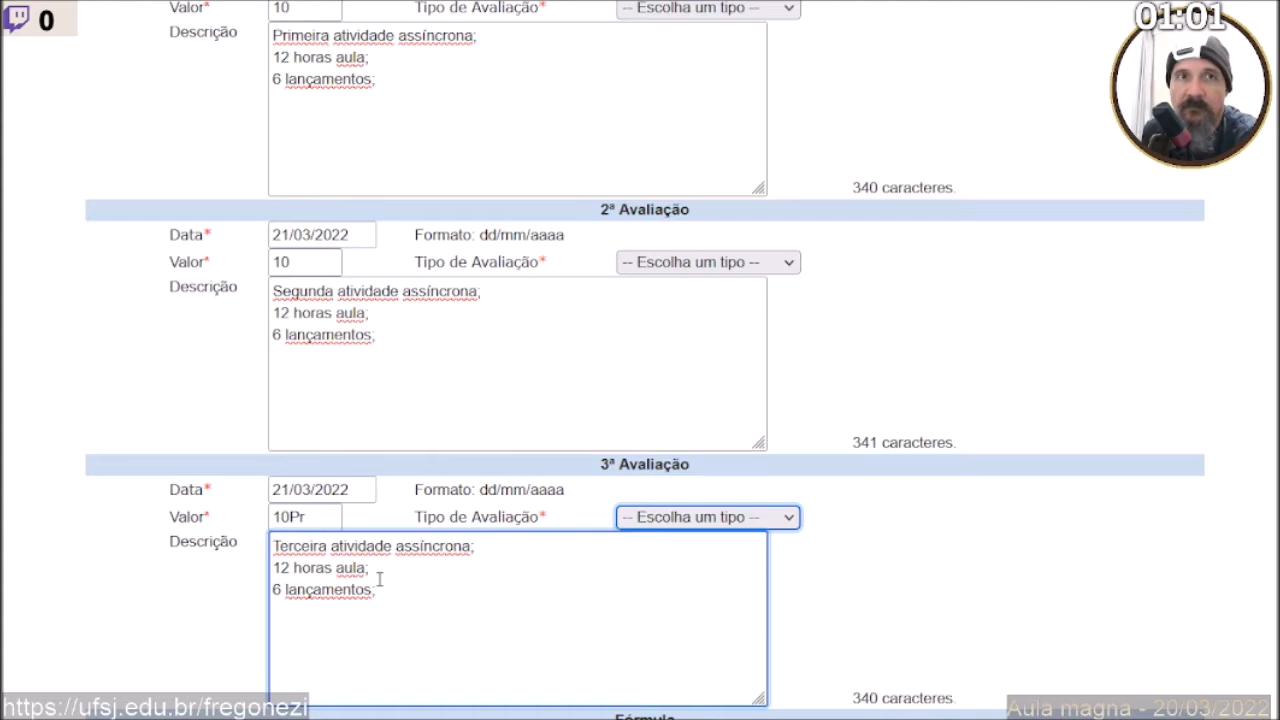 0
01:01
Valor* 10 Tipo de Avaliação* -- Escolha um tipo --
Descrição
Primeira atividade assíncrona;
12 horas aula;
6 lançamentos;
340 caracteres.
2ª Avaliação
Data* 21/03/2022 Formato: dd/mm/aaaa
Valor* 10 Tipo de Avaliação* -- Escolha um tipo --
Descrição
Segunda atividade assíncrona;
12 horas aula;
6 lançamentos;
341 caracteres.
3ª Avaliação
Data* 21/03/2022 Formato: dd/mm/aaaa
Valor* 10Pr Tipo de Avaliação* -- Escolha um tipo --
Descrição
Terceira atividade assíncrona;
12 horas aula;
6 lançamentos;
340 caracteres.
https://ufsj.edu.br/fregonezi
Aula magna - 20/03/2022
Fórmula